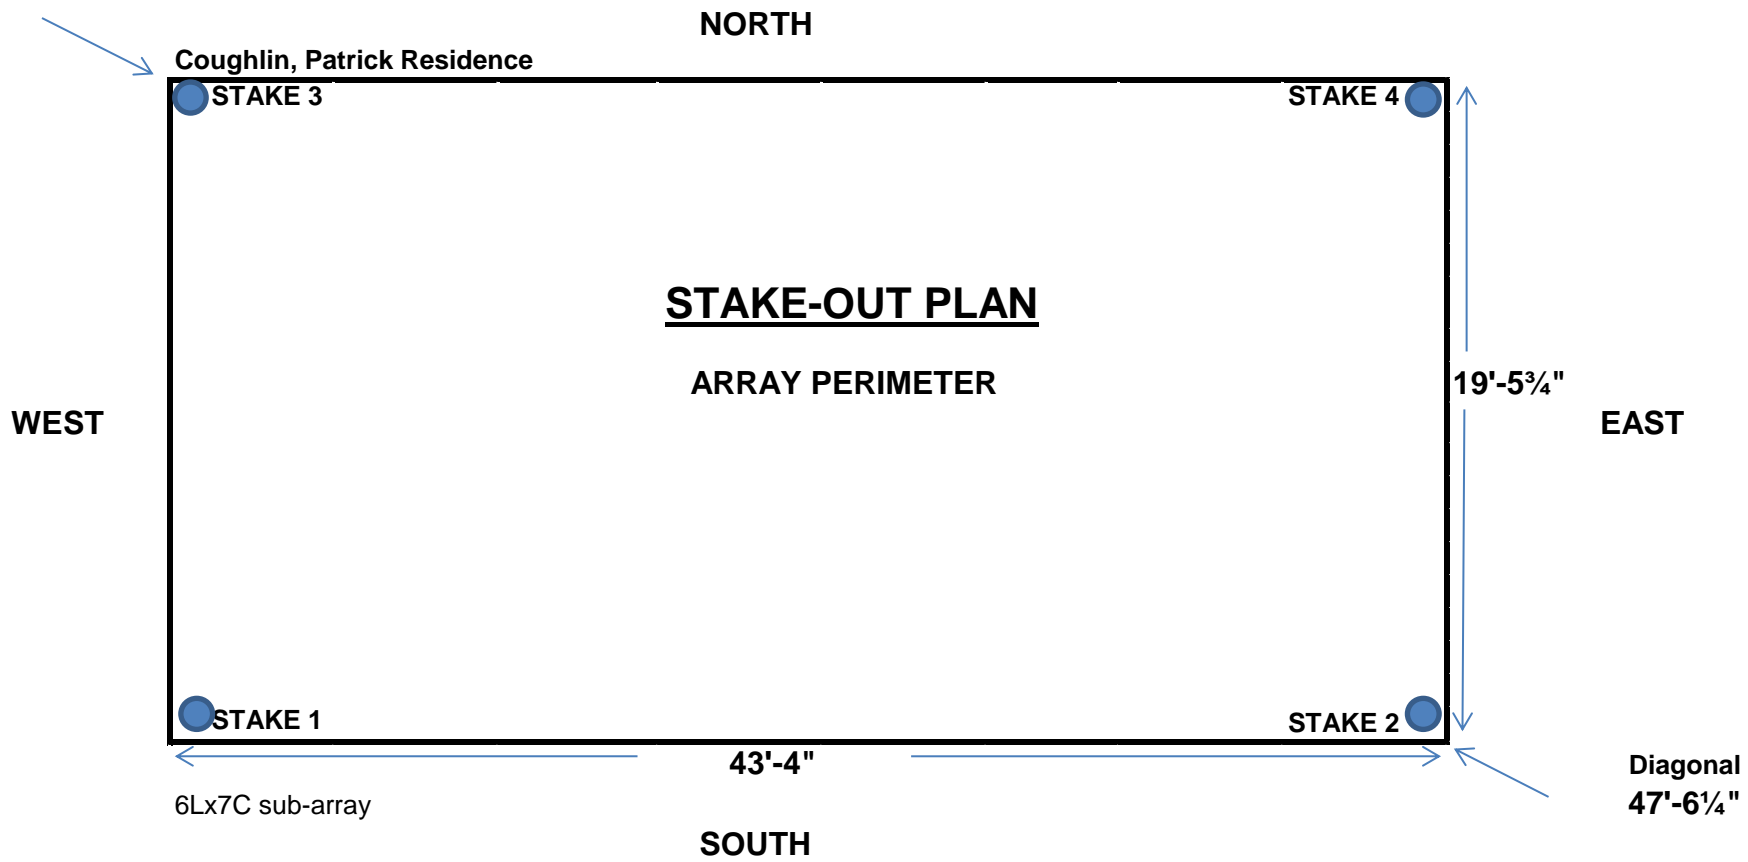 NORTH
Coughlin, Patrick Residence
STAKE 3
STAKE 4
STAKE-OUT PLAN
ARRAY PERIMETER
19'-5¾"
WEST
EAST
STAKE 1
STAKE 2
43'-4"
Diagonal
6Lx7C sub-array
47'-6¼"
SOUTH